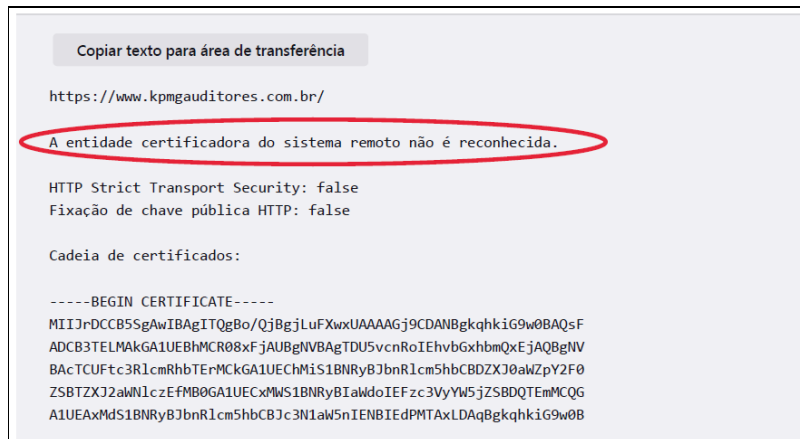 Copiar texto para área de transferência
https://www.kpmgauditores.com.br/
A entidade certificadora do sistema remoto não é reconhecida.
HTTP Strict Transport Security: false
Fixação de chave pública HTTP: false
Cadeia de certificados:
-----BEGIN CERTIFICATE-----
MIIJrDCCB5SgAwIBAgITQgBo/QjBgjLuFXwxUAAAAGj9CDANBgkqhkiG9w0BAQsF
ADCB3TELMAkGA1UEBhMCR08xFjAUBgNVBAgTDU5vcnRoIEhvbGxhbmQxEjAQBgNV
BAcTCUFtc3RlcmRhbTErMCkGA1UEChMiS1BNRyBJbnRlcm5hbCBDZXJ0aWZpY2F0
ZSBTZXJ2aWNlczEfMB0GA1UECxMWS1BNRyBIaWdoIEFzc3VyYW5jZSBDQTEmMCQG
A1UEAxMdS1BNRyBJbnRlcm5hbCBJc3N1aW5nIENBIEdPMTAxLDAqBgkqhkiG9w0B